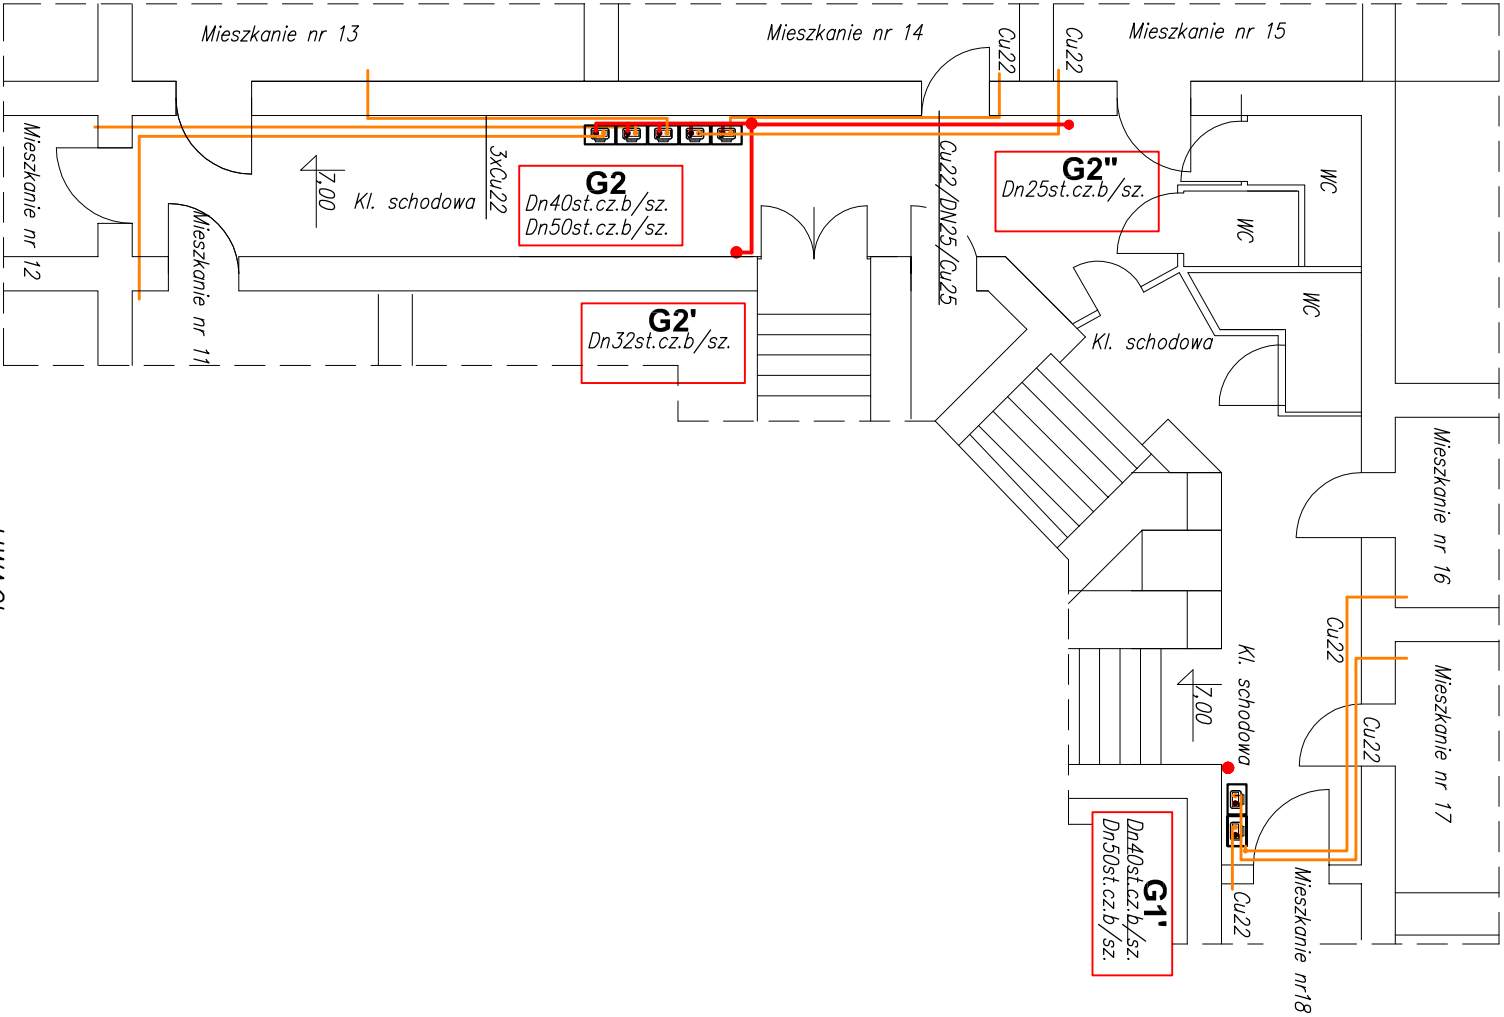 Mieszkanie nr 13
Mieszkanie nr 14
Mieszkanie nr 15
Cu22
Cu22
Mieszkanie nr 12
Mieszkanie nr 11
7,00
Kl. schodowa
3xCu22
G2
Dn40st.cz.b/sz.
Dn50st.cz.b/sz.
Cu22/DN25/Cu25
G2"
Dn25st.cz.b/sz.
WC
WC
WC
G2'
Dn32st.cz.b/sz.
Kl. schodowa
Mieszkanie nr 16
Cu22
Kl. schodowa
7,00
Cu22
Mieszkanie nr 17
G1'
Dn40st.cz.b/sz.
Dn50st.cz.b/sz.
Cu22
Mieszkanie nr18